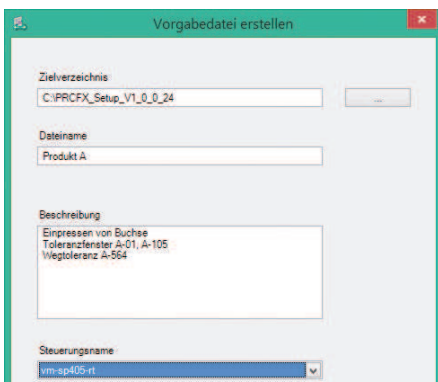 Vorgabedatei erstellen
Zielverzeichnis
C:\PRCFX_Setup_V1_0_0_24
...
Dateiname
Produkt A
Beschreibung
Einpressen von Buchse
Toleranzfenster A-01, A-105
Wegtoleranz A-564
Steuerungsname
vm-sp405-rt